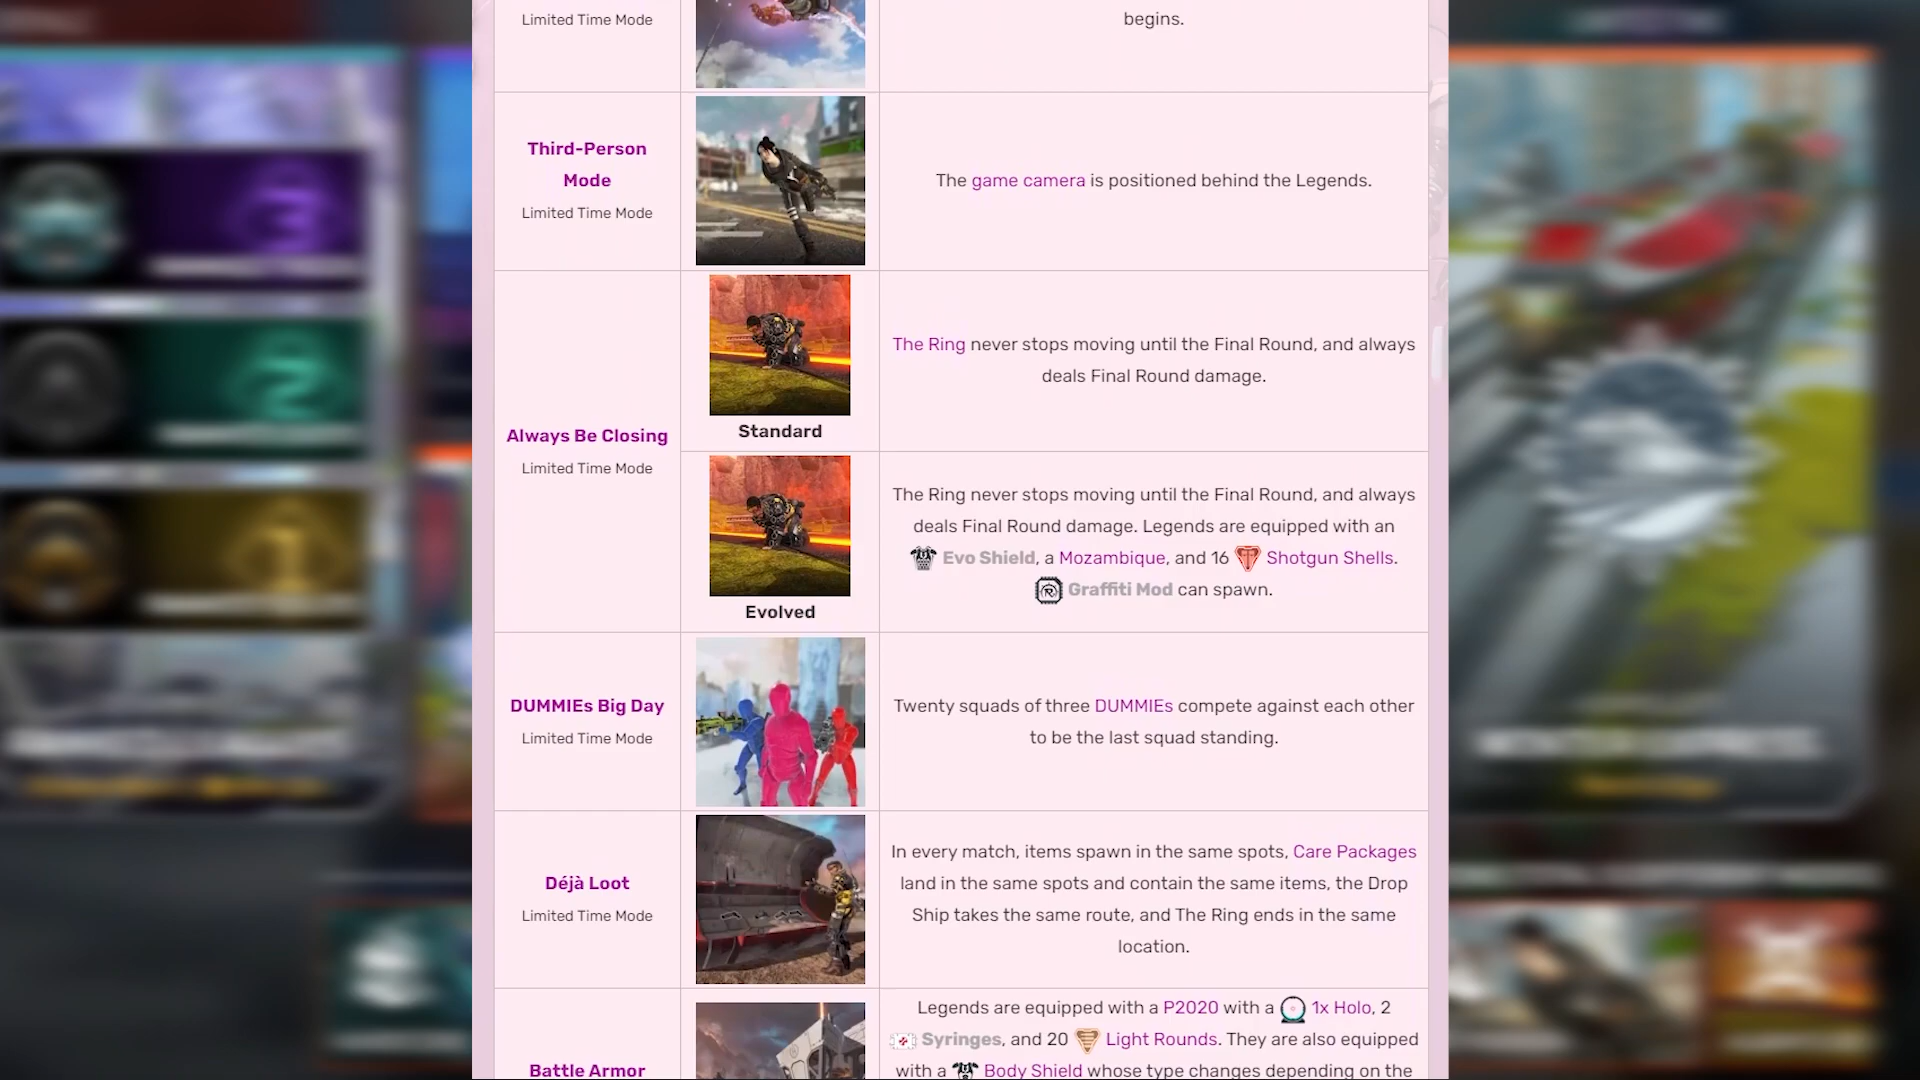 Limited Time Mode
begins.
Third-Person
Mode
Limited Time Mode
The game camera is positioned behind the Legends.
Always Be Closing
Limited Time Mode
Standard
The Ring never stops moving until the Final Round, and always
deals Final Round damage.
Evolved
The Ring never stops moving until the Final Round, and always
deals Final Round damage. Legends are equipped with an
Evo Shield, a Mozambique, and 16 Shotgun Shells.
Graffiti Mod can spawn.
DUMMIEs Big Day
Limited Time Mode
Twenty squads of three DUMMIEs compete against each other
to be the last squad standing.
Déjà Loot
Limited Time Mode
In every match, items spawn in the same spots, Care Packages
land in the same spots and contain the same items, the Drop
Ship takes the same route, and The Ring ends in the same
location.
Battle Armor
Legends are equipped with a P2020 with a 1x Holo, 2
Syringes, and 20 Light Rounds. They are also equipped
with a Body Shield whose type changes depending on the